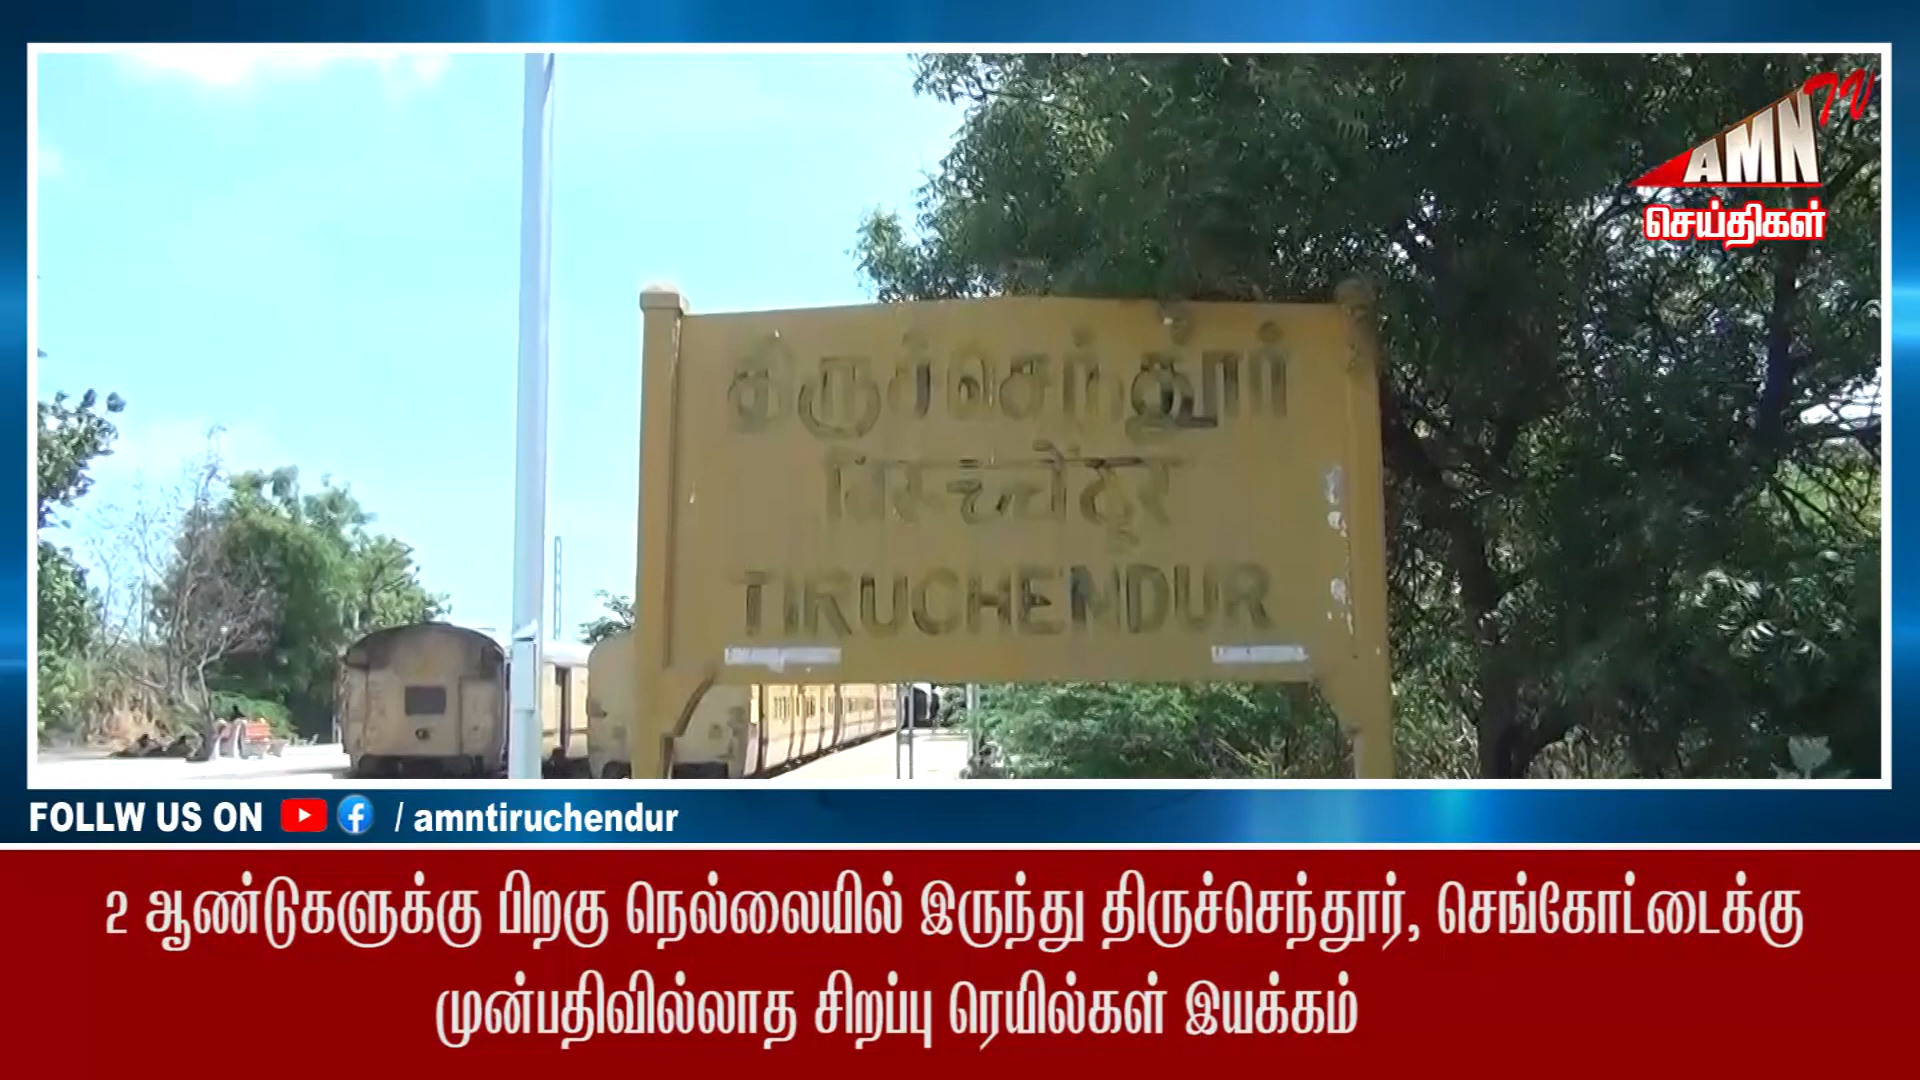 AMN TV
செய்திகள்
திருச்செந்தூர்
तिरुच्चेंदूर
TIRUCHENDUR
FOLLW US ON / amntiruchendur
2 ஆண்டுகளுக்கு பிறகு நெல்லையில் இருந்து திருச்செந்தூர், செங்கோட்டைக்கு
முன்பதிவில்லாத சிறப்பு ரெயில்கள் இயக்கம்